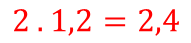 2 . 1,2 = 2,4